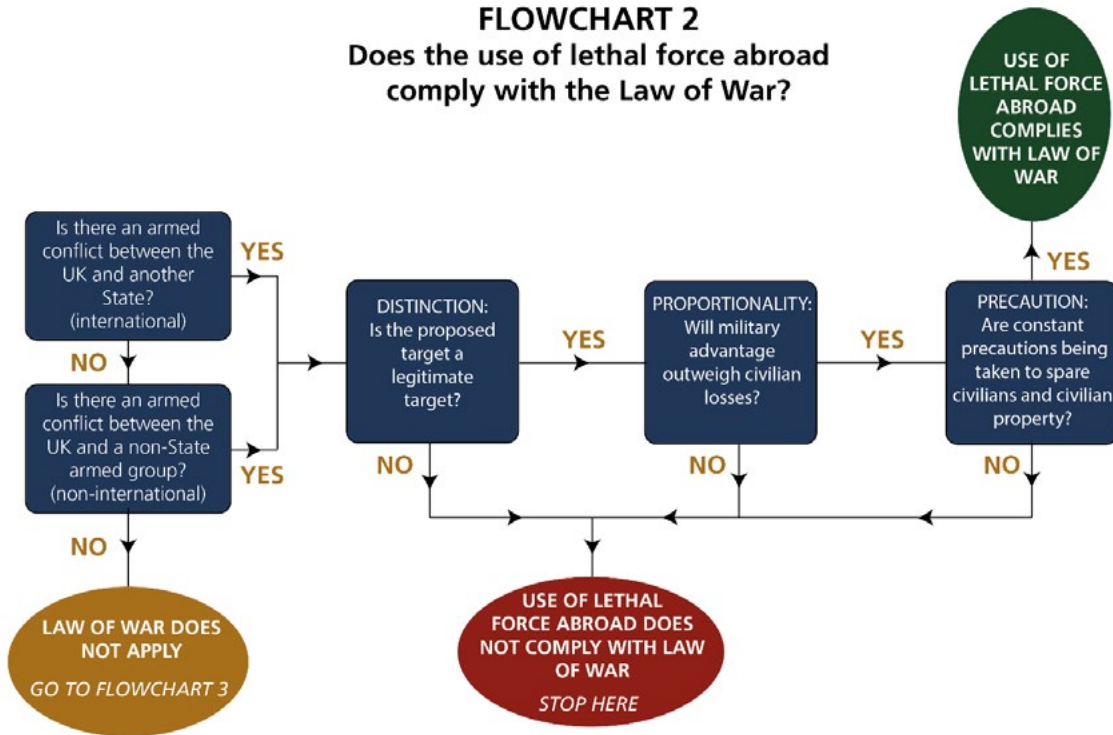 FLOWCHART 2
Does the use of lethal force abroad
comply with the Law of War?
USE OF
LETHAL FORCE
ABROAD
COMPLIES
WITH LAW OF
WAR
Is there an armed
conflict between the
UK and another
State?
(international)
YES
NO
Is there an armed
conflict between the
UK and a non-State
armed group?
(non-international)
YES
NO
LAW OF WAR DOES
NOT APPLY
GO TO FLOWCHART 3
DISTINCTION:
Is the proposed
target a
legitimate
target?
YES
NO
PROPORTIONALITY:
Will military
advantage
outweigh civilian
losses?
YES
NO
PRECAUTION:
Are constant
precautions being
taken to spare
civilians and civilian
property?
YES
NO
USE OF LETHAL
FORCE ABROAD DOES
NOT COMPLY WITH LAW
OF WAR
STOP HERE